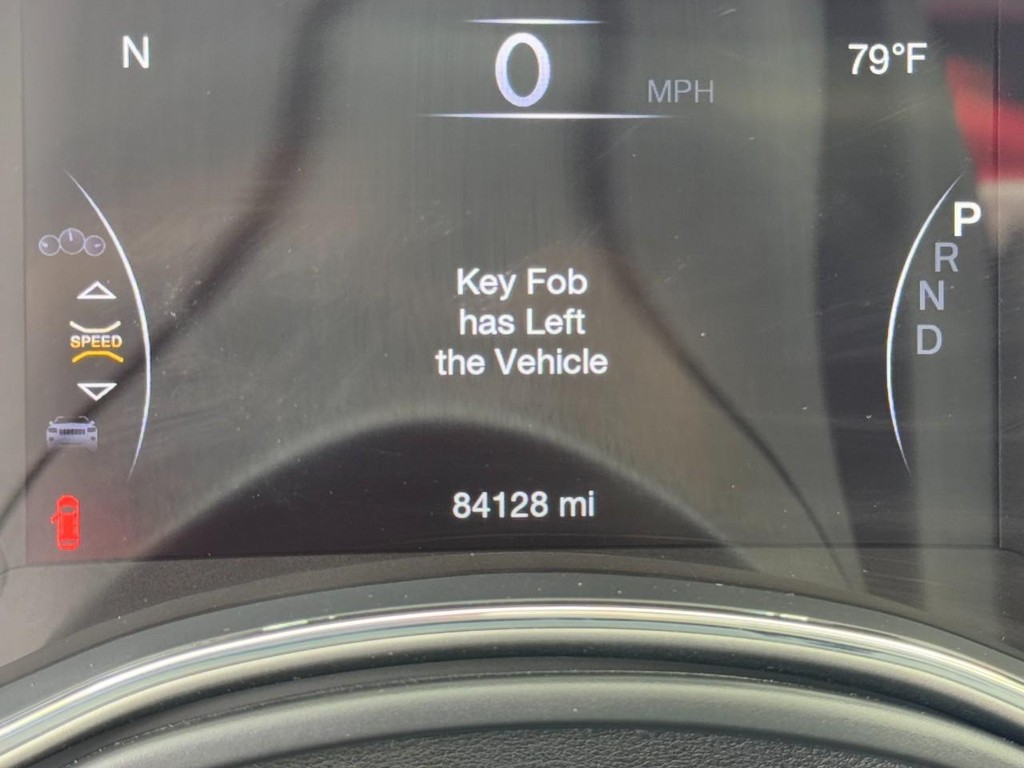 N
0
MPH
79°F
P
R
N
D
SPEED
Key Fob
has Left
the Vehicle
84128 mi